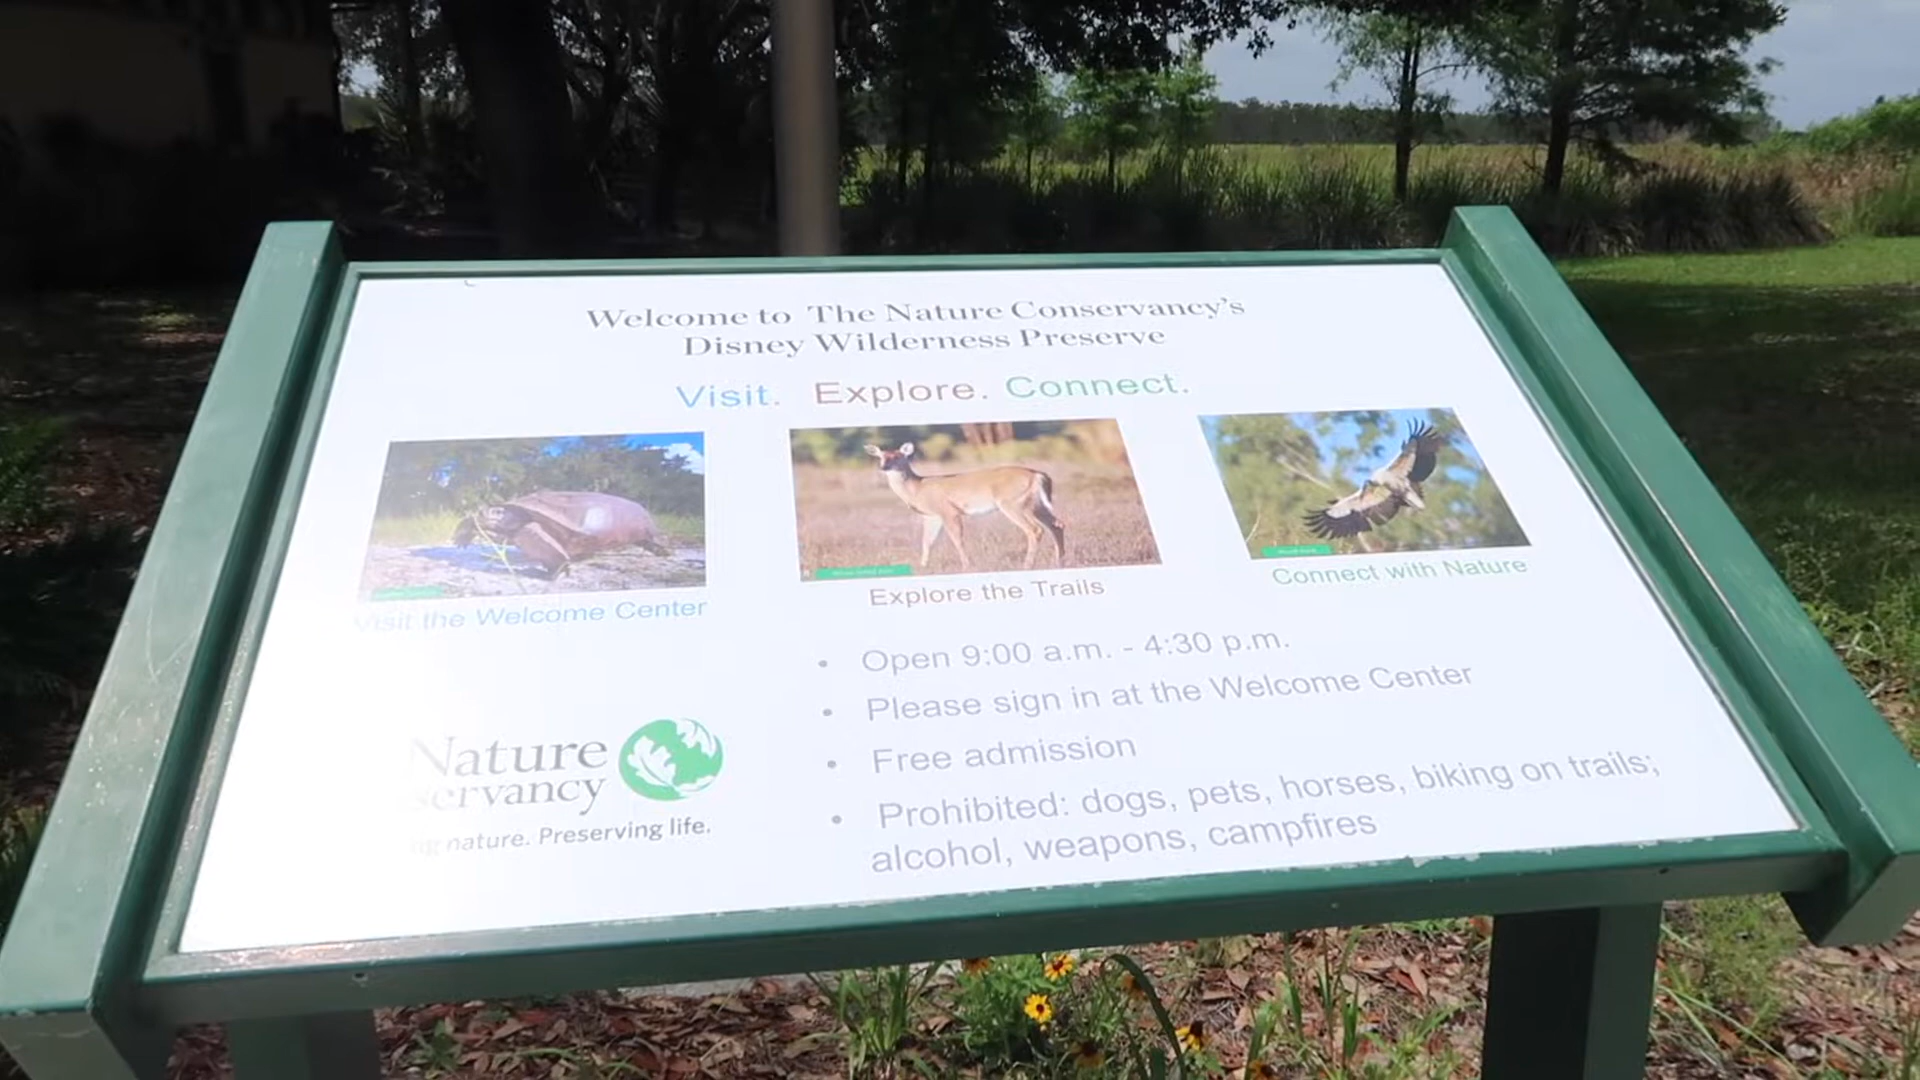 Welcome to The Nature Conservancy's
Disney Wilderness Preserve
Visit. Explore. Connect.
Visit the Welcome Center
Explore the Trails
Connect with Nature
• Open 9:00 a.m. - 4:30 p.m.
• Please sign in at the Welcome Center
• Free admission
• Prohibited: dogs, pets, horses, biking on trails;
alcohol, weapons, campfires
Nature
servancy
nature. Preserving life.